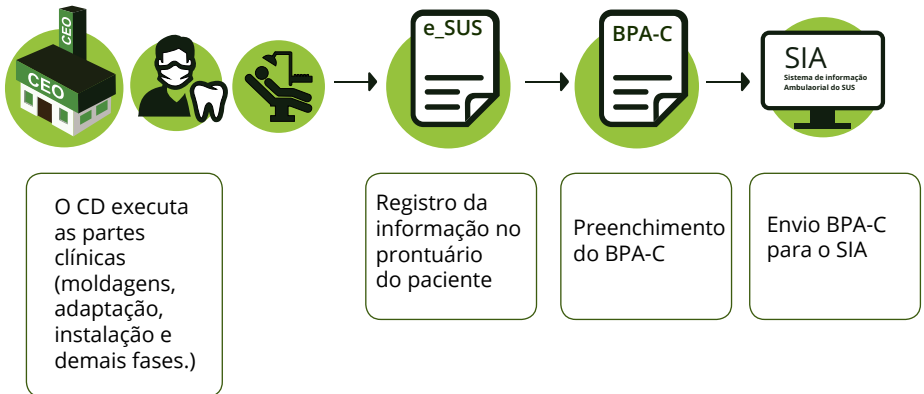 CEO
CEO
e_SUS
BPA-C
SIA
Sistema de informação
Ambulaorial do SUS
O CD executa
as partes
clínicas
(moldagens,
adaptação,
instalação e
demais fases.)
Registro da
informação no
prontuário
do paciente
Preenchimento
do BPA-C
Envio BPA-C
para o SIA